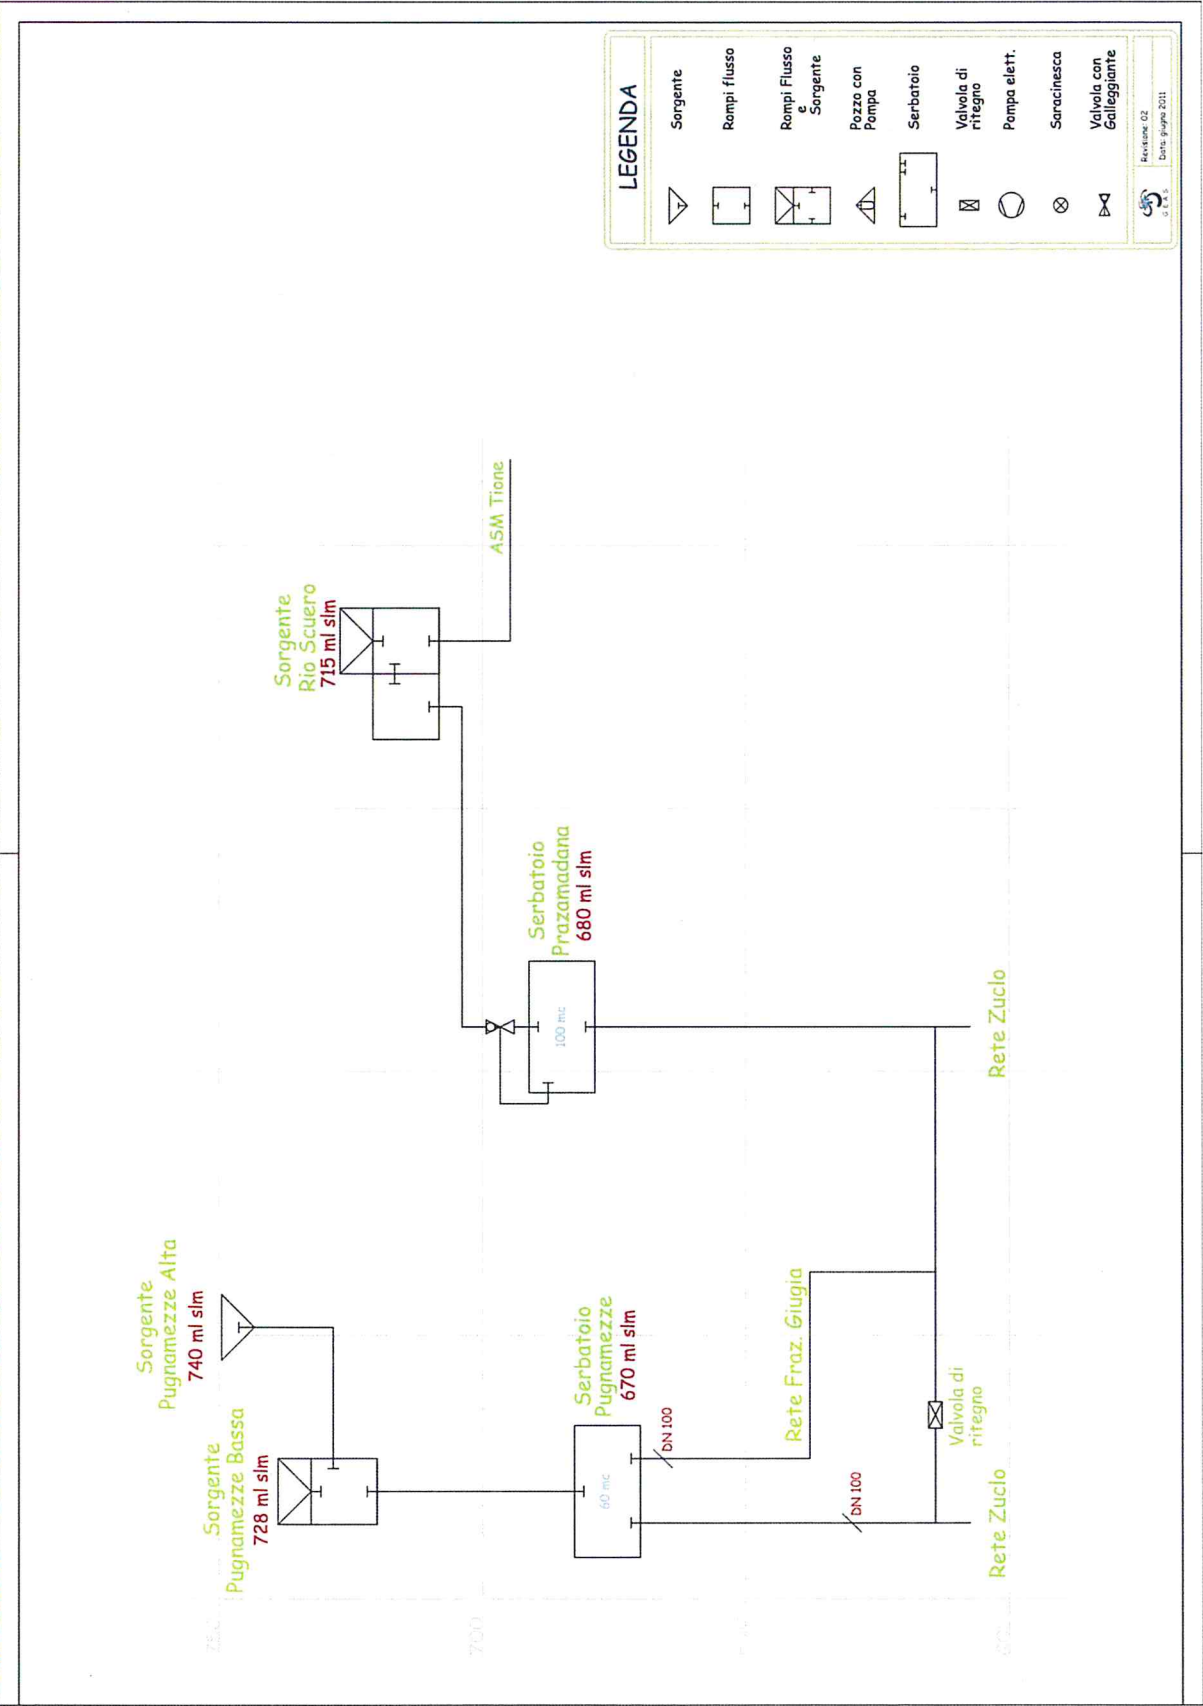 Sorgente
Pugnamezze Alta
740 ml slm
Sorgente
Pugnamezze Bassa
728 ml slm
Sorgente
Rio Scuero
715 ml slm
ASM Tione
Serbatoio
Prazamadana
680 ml slm
100 mc
Serbatoio
Pugnamezze
670 ml slm
60 mc
DN 100
DN 100
Rete Fraz. Giugia
Valvola di
ritegno
Rete Zuclo
Rete Zuclo
700
LEGENDA
Sorgente
Rompi flusso
Rompi Flusso
e
Sorgente
Pozzo con
Pompa
Serbatoio
Valvola di
ritegno
Pompa elett.
Saracinesca
Valvola con
Galleggiante
GEAS
Revisione: 02
Data: giugno 2011